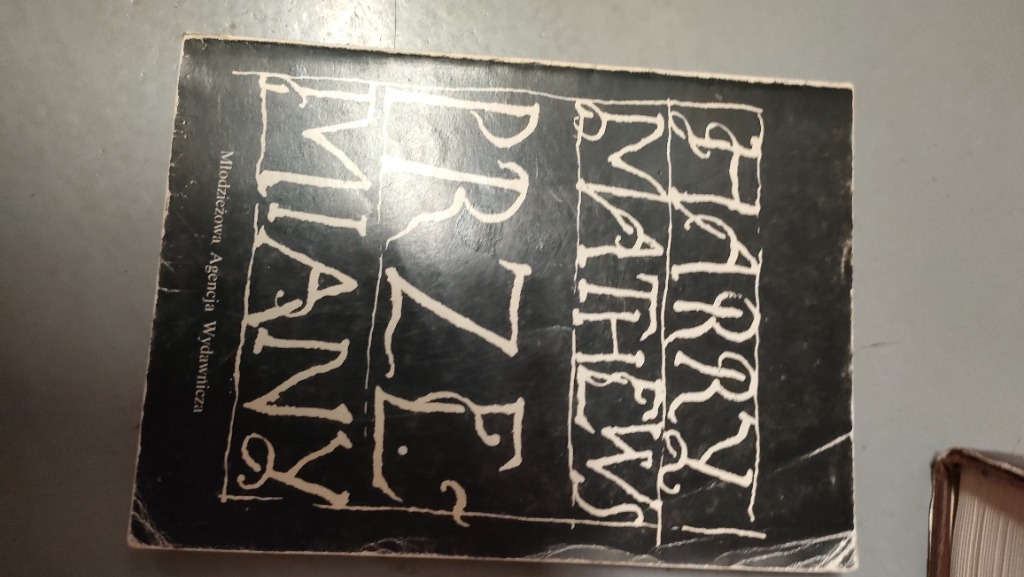 HARRY
MATHEWS
PRZE
MIANY
Młodzieżowa Agencja Wydawnicza